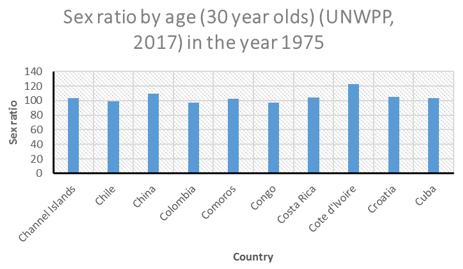 Sex ratio by age (30 year olds) (UNWPP,
2017) in the year 1975
140
120
100
80
60
40
20
0
Sex ratio
Channel Islands
Chile
China
Colombia
Comoros
Congo
Costa Rica
Cote d'Ivoire
Croatia
Cuba
Country